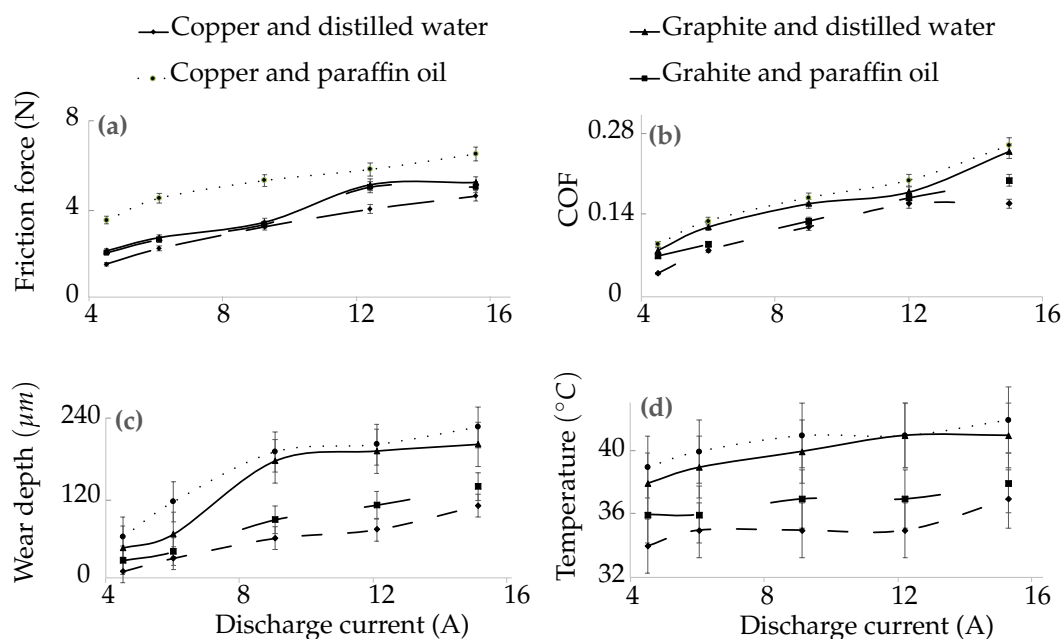 Copper and distilled water
Graphite and distilled water
Copper and paraffin oil
Grahite and paraffin oil
(a)
Friction force (N)
8
4
0
4
8
12
16
(b)
COF
0.28
0.14
0
4
8
12
16
(c)
Wear depth (μm)
240
120
0
4
8
12
16
Discharge current (A)
(d)
Temperature (°C)
40
36
32
4
8
12
16
Discharge current (A)